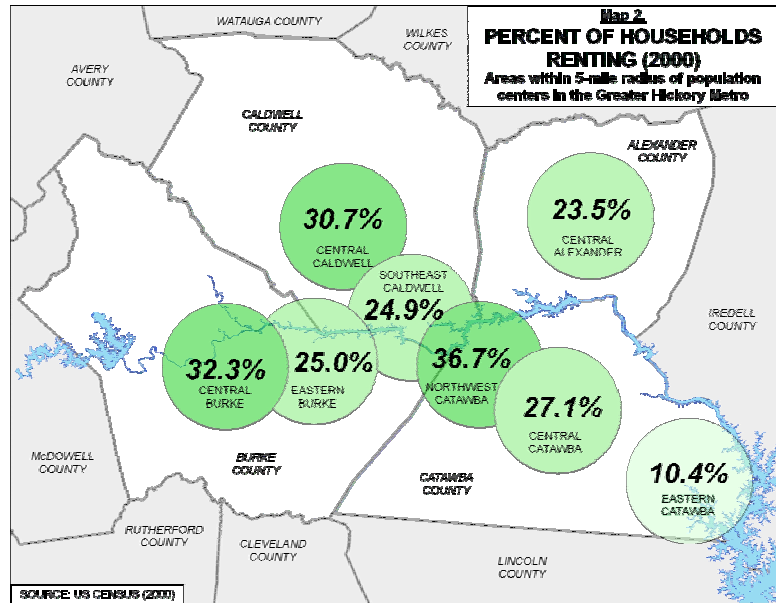 Map 2.
PERCENT OF HOUSEHOLDS
RENTING (2000)
Areas within 5-mile radius of population
centers in the Greater Hickory Metro
WATAUGA COUNTY
WILKES
COUNTY
AVERY
COUNTY
CALDWELL
COUNTY
ALEXANDER
COUNTY
30.7%
CENTRAL
CALDWELL
23.5%
CENTRAL
ALEXANDER
SOUTHEAST
CALDWELL
24.9%
IREDELL
COUNTY
32.3%
CENTRAL
BURKE
25.0%
EASTERN
BURKE
36.7%
NORTHWEST
CATAWBA
27.1%
CENTRAL
CATAWBA
McDOWELL
COUNTY
BURKE
COUNTY
CATAWBA
COUNTY
10.4%
EASTERN
CATAWBA
RUTHERFORD
COUNTY
CLEVELAND
COUNTY
LINCOLN
COUNTY
SOURCE: US CENSUS (2000)